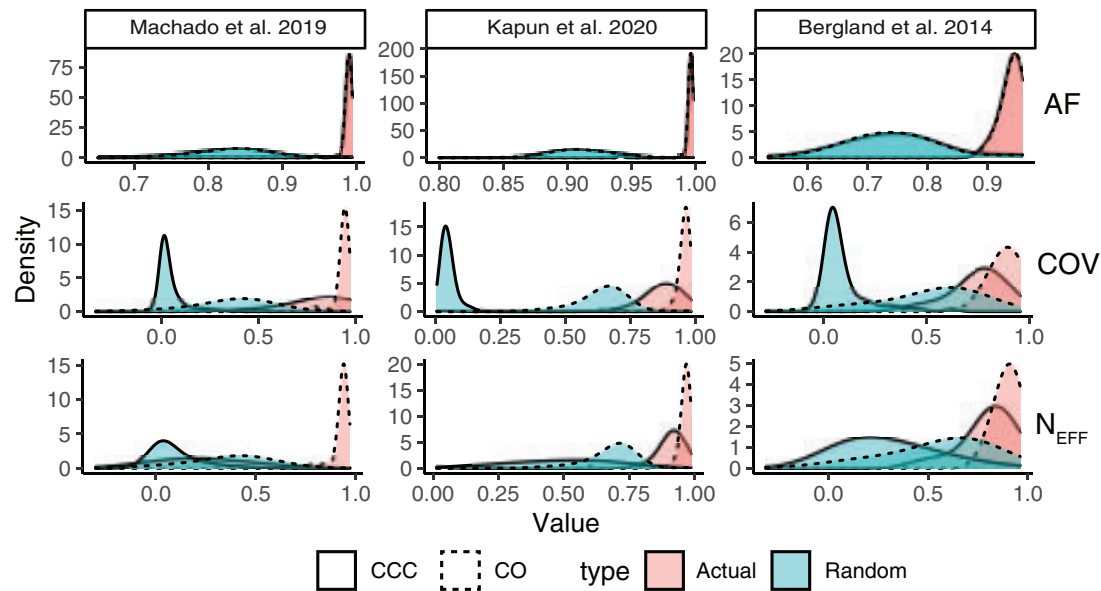 Machado et al. 2019 Kapun et al. 2020 Bergland et al. 2014
75 50 25 0
200 150 100 50 0
20 15 10 5 0
AF
0.7 0.8 0.9 1.0
0.80 0.85 0.90 0.95 1.00
0.6 0.7 0.8 0.9
Density
15 10 5 0
15 10 5 0
6 4 2 0
COV
0.0 0.5 1.0
0.00 0.25 0.50 0.75 1.00
0.0 0.5 1.0
15 10 5 0
20 15 10 5 0
5 4 3 2 1 0
NEFF
0.0 0.5 1.0
0.00 0.25 0.50 0.75 1.00
0.0 0.5 1.0
Value
CCC CO type Actual Random